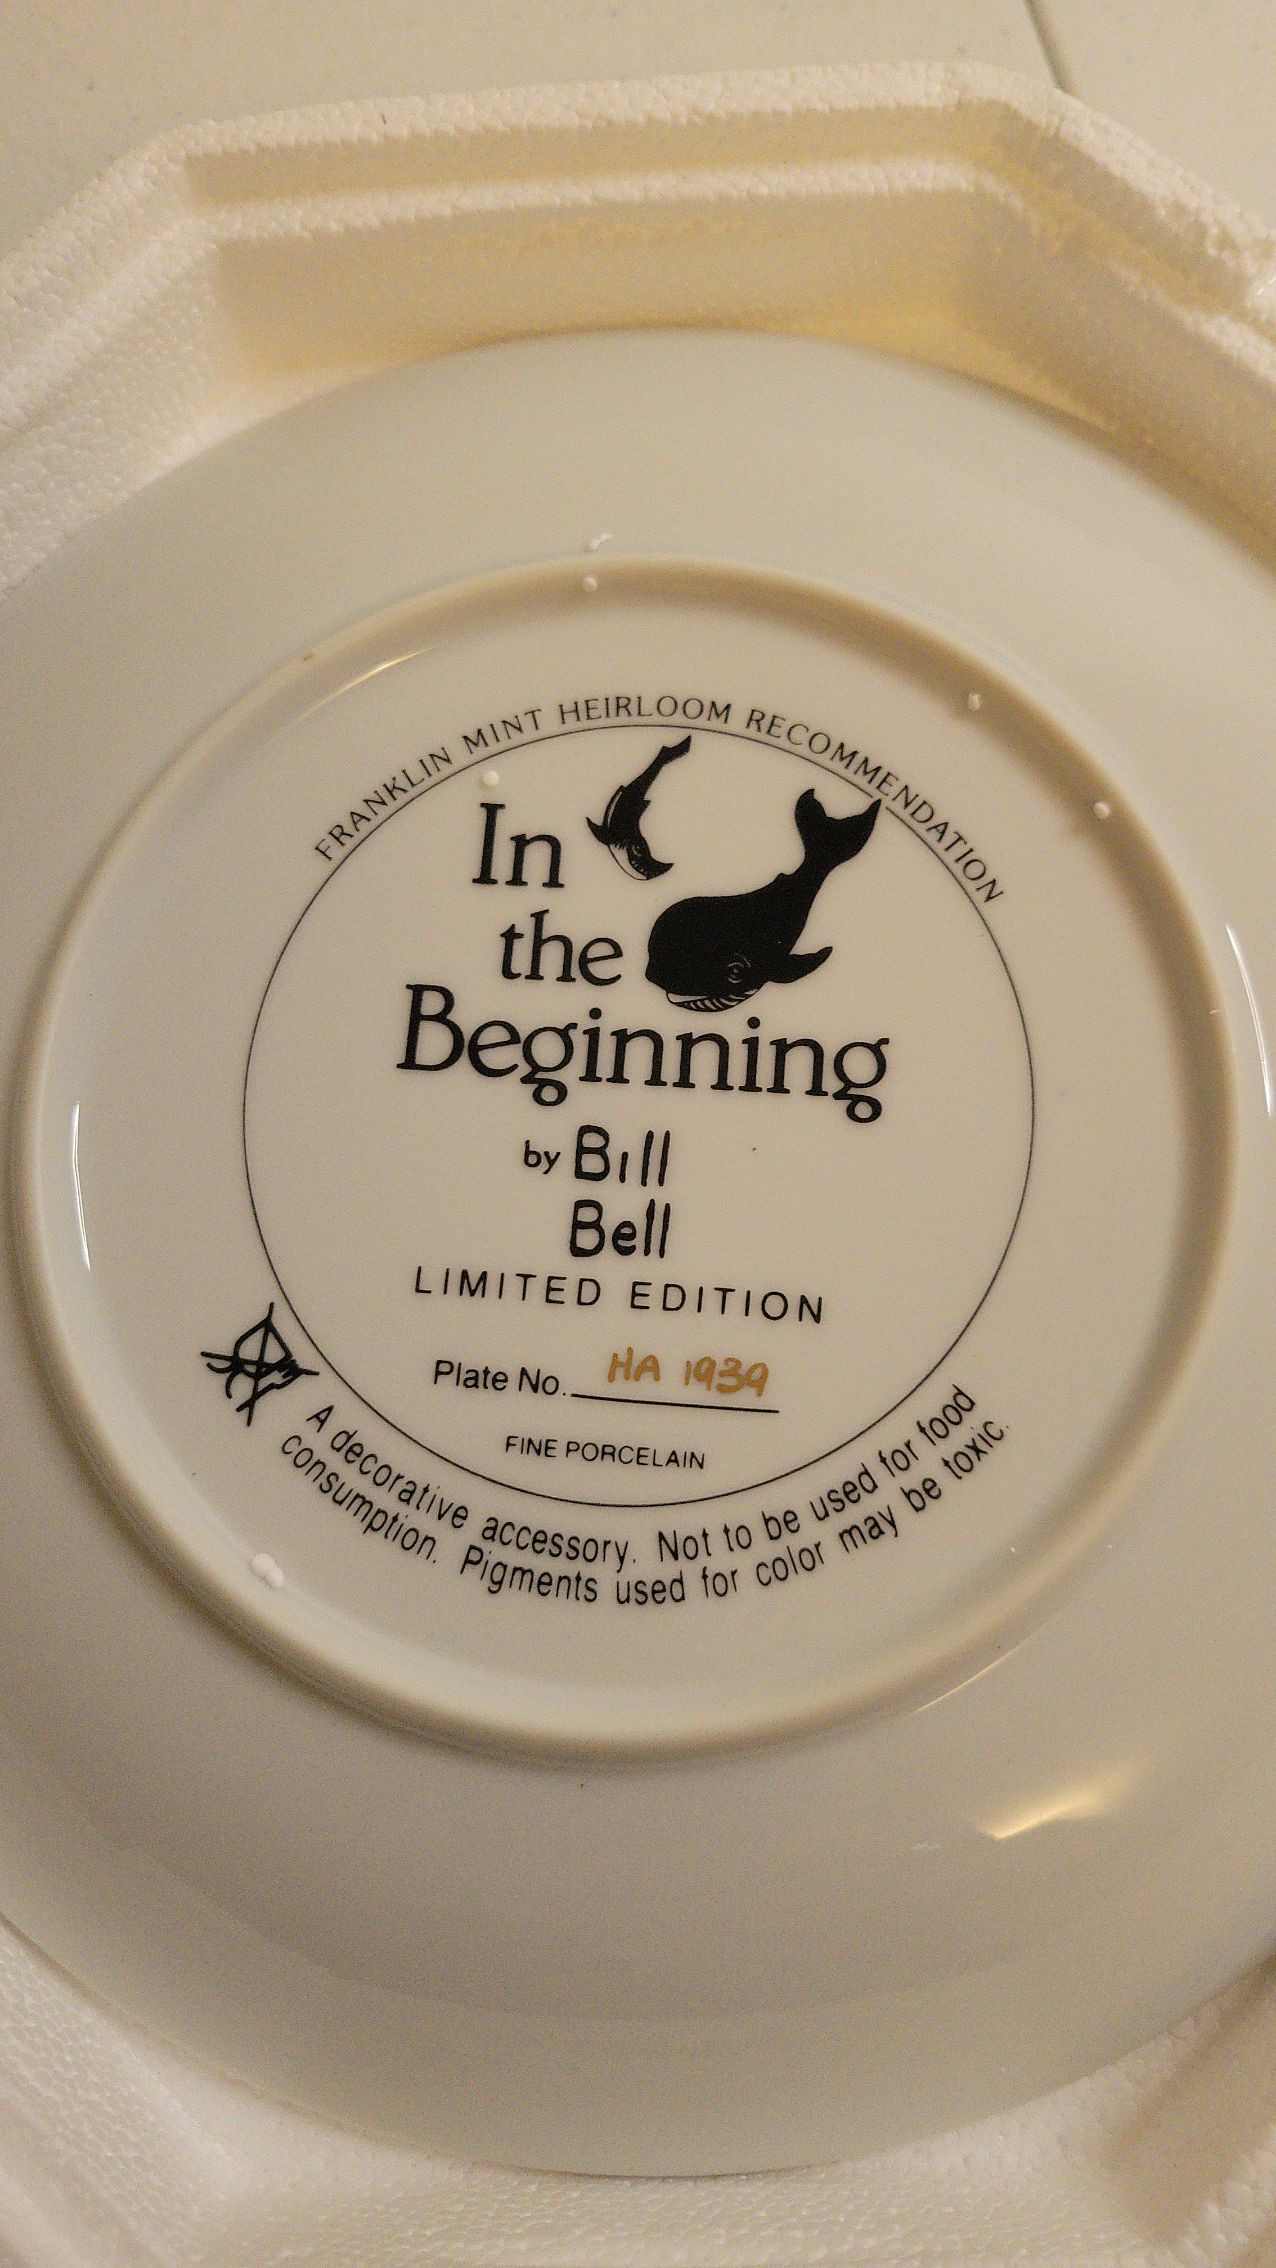 FRANKLIN MINT HEIRLOOM RECOMMENDATION
In
the
Beginning
by Bill
Bell
LIMITED EDITION
Plate No. HA 1939
FINE PORCELAIN
A decorative accessory. Not to be used for food
consumption. Pigments used for color may be toxic.